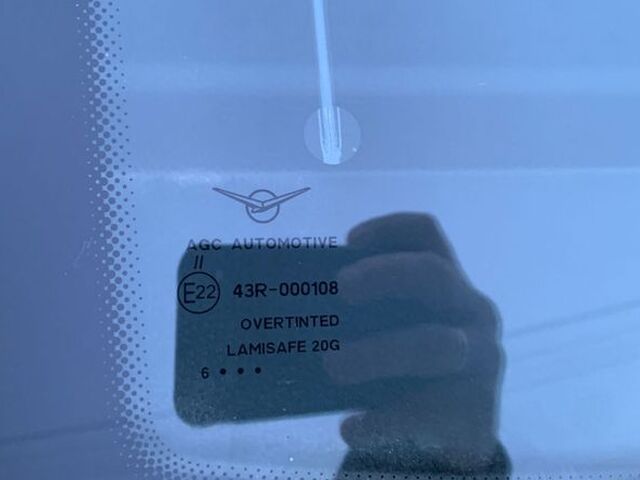 AGC AUTOMOTIVE
II
E22 43R-000108
OVERTINTED
LAMISAFE 20G
6 • • •